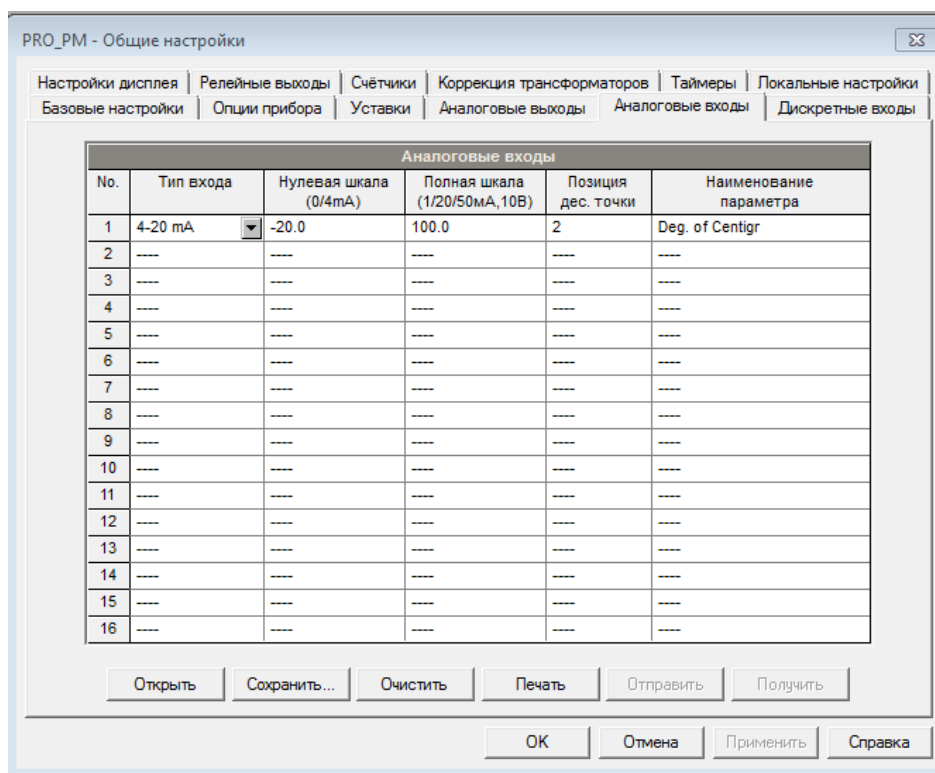 PRO_PM - Общие настройки
Настройки дисплея Релейные выходы Счётчики Коррекция трансформаторов Таймеры Локальные настройки
Базовые настройки Опции прибора Уставки Аналоговые выходы Аналоговые входы Дискретные входы
Аналоговые входы
No. Тип входа Нулевая шкала (0/4mA) Полная шкала (1/20/50мА,10В) Позиция дес. точки Наименование параметра
1 4-20 mA -20.0 100.0 2 Deg. of Centigr
2 ---- ---- ---- ---- ----
3 ---- ---- ---- ---- ----
4 ---- ---- ---- ---- ----
5 ---- ---- ---- ---- ----
6 ---- ---- ---- ---- ----
7 ---- ---- ---- ---- ----
8 ---- ---- ---- ---- ----
9 ---- ---- ---- ---- ----
10 ---- ---- ---- ---- ----
11 ---- ---- ---- ---- ----
12 ---- ---- ---- ---- ----
13 ---- ---- ---- ---- ----
14 ---- ---- ---- ---- ----
15 ---- ---- ---- ---- ----
16 ---- ---- ---- ---- ----
Открыть Сохранить... Очистить Печать Отправить Получить
OK Отмена Применить Справка